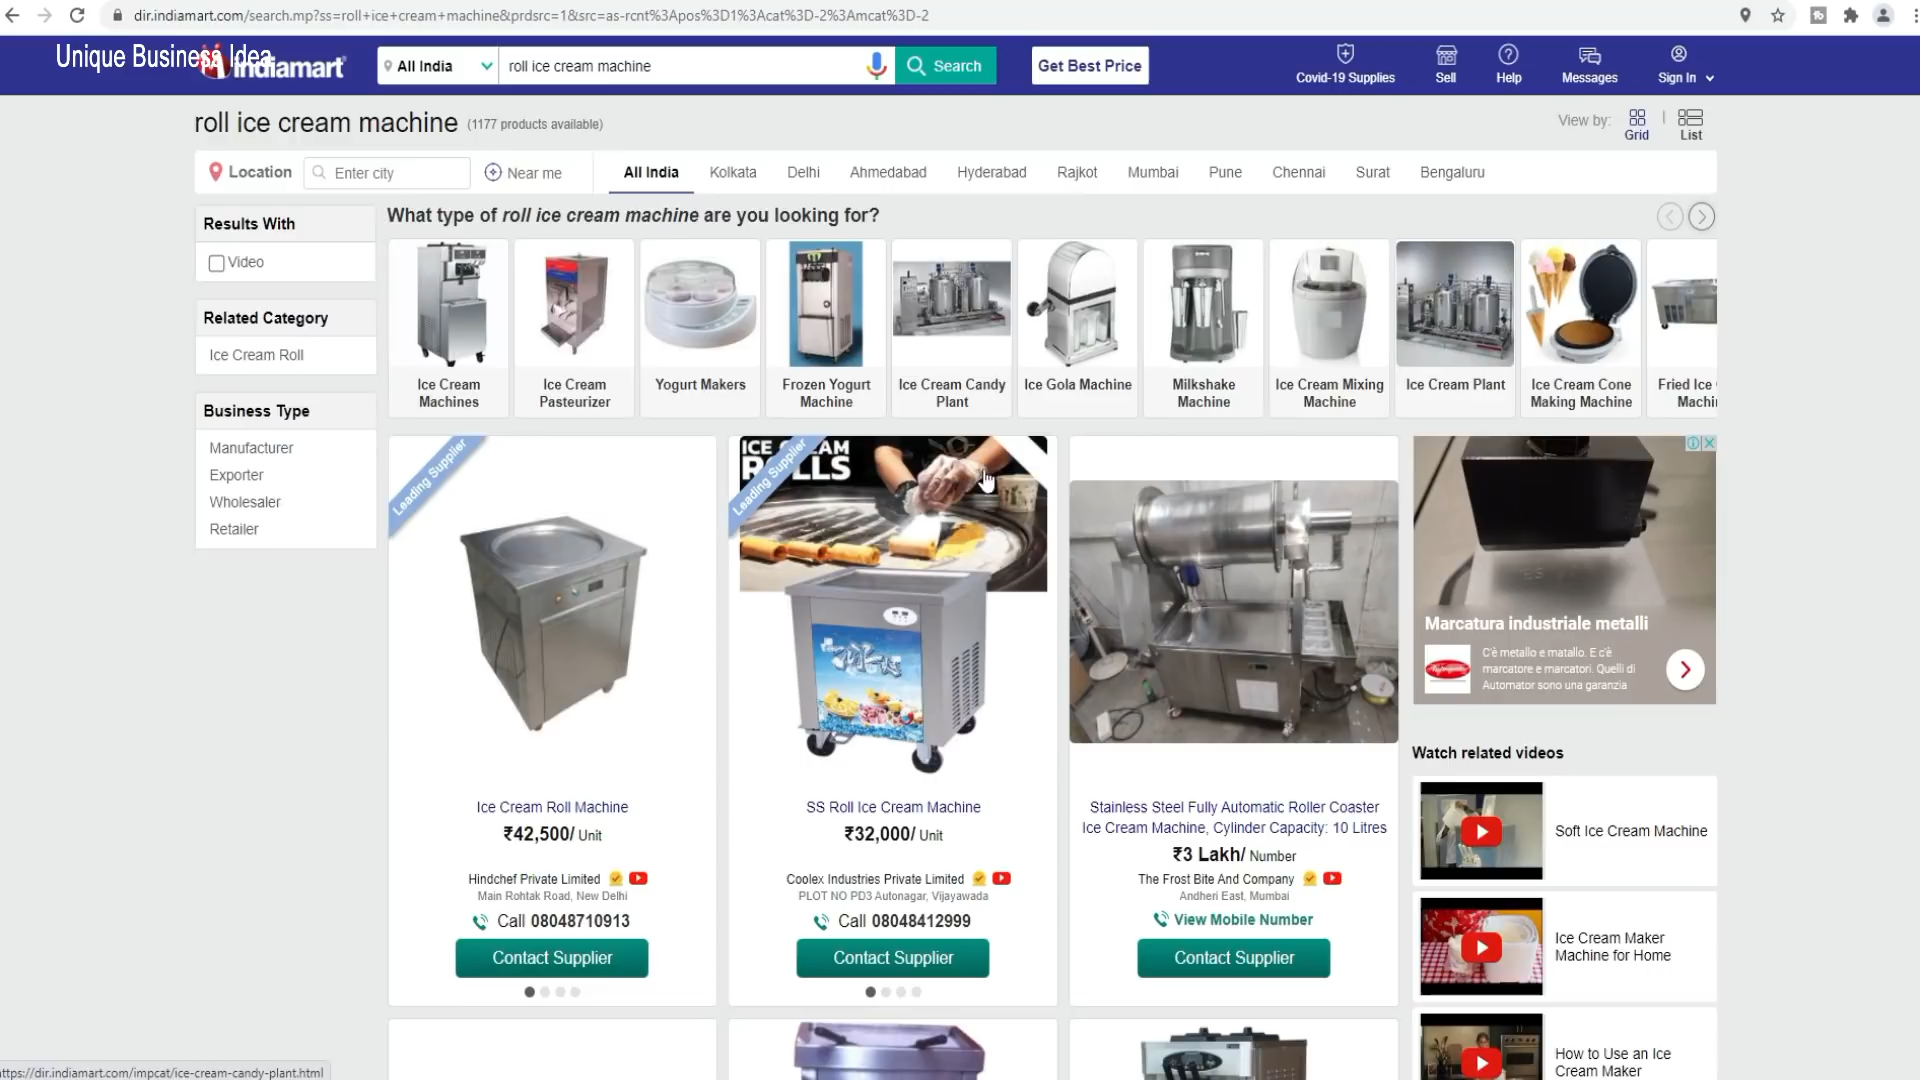 dir.indiamart.com/search.mp?ss=roll+ice+cream+machine&prdsrc=1&src=as-rcnt%3Apos%3D1%3Acat%3D-2%3Amcat%3D-2
Unique Business Idea
indiamart
All India
roll ice cream machine
Search
Get Best Price
Covid-19 Supplies
Sell
Help
Messages
Sign In
roll ice cream machine (1177 products available)
View by:
Grid
List
Location
Enter city
Near me
All India
Kolkata
Delhi
Ahmedabad
Hyderabad
Rajkot
Mumbai
Pune
Chennai
Surat
Bengaluru
Results With
Video
Related Category
Ice Cream Roll
Business Type
Manufacturer
Exporter
Wholesaler
Retailer
What type of roll ice cream machine are you looking for?
Ice Cream
Machines
Ice Cream
Pasteurizer
Yogurt Makers
Frozen Yogurt
Machine
Ice Cream Candy
Plant
Ice Gola Machine
Milkshake
Machine
Ice Cream Mixing
Machine
Ice Cream Plant
Ice Cream Cone
Making Machine
Fried Ice
Machin
Leading Supplier
Ice Cream Roll Machine
₹42,500/ Unit
Hindchef Private Limited
Main Rohtak Road, New Delhi
Call 08048710913
Contact Supplier
Leading Supplier
ICE CREAM
ROLLS
SS Roll Ice Cream Machine
₹32,000/ Unit
Coolex Industries Private Limited
PLOT NO PD3 Autonagar, Vijayawada
Call 08048412999
Contact Supplier
Stainless Steel Fully Automatic Roller Coaster
Ice Cream Machine, Cylinder Capacity: 10 Litres
₹3 Lakh/ Number
The Frost Bite And Company
Andheri East, Mumbai
View Mobile Number
Contact Supplier
Marcatura industriale metalli
C'è metallo e matallo. E c'è
marcatore e marcatori. Quelli di
Automator sono una garanzia
Watch related videos
Soft Ice Cream Machine
Ice Cream Maker
Machine for Home
How to Use an Ice
Cream Maker
ttps://dir.indiamart.com/impcat/ice-cream-candy-plant.html